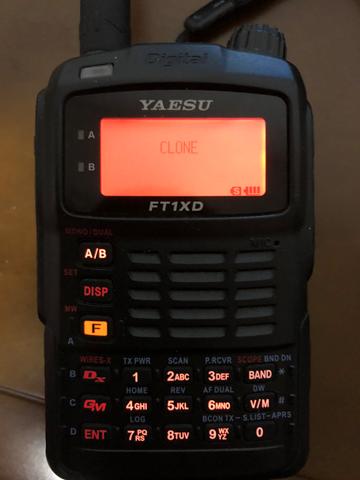 Digital
YAESU
A
B
CLONE
S
FT1XD
MONO/DUAL
MIC
A/B
SET
DISP
MW
F
A
WiRES-X TX PWR SCAN P.RCVR SCOPE BND DN
B DX 1 2ABC 3DEF BAND *
HOME REV AF DUAL DW
C GM 4GHI 5JKL 6MNO V/M #
LOG BCON TX S.LIST-APRS
D ENT 7PQRS 8TUV 9WXYZ 0